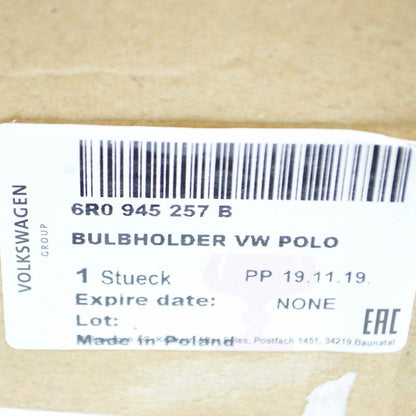 VOLKSWAGEN
GROUP
6R0 945 257 B
BULBHOLDER VW POLO
1 Stueck PP 19.11.19.
Expire date: NONE
Lot:
EAC
Made in Poland
Sales, Postfach 1451, 34219 Baunatal